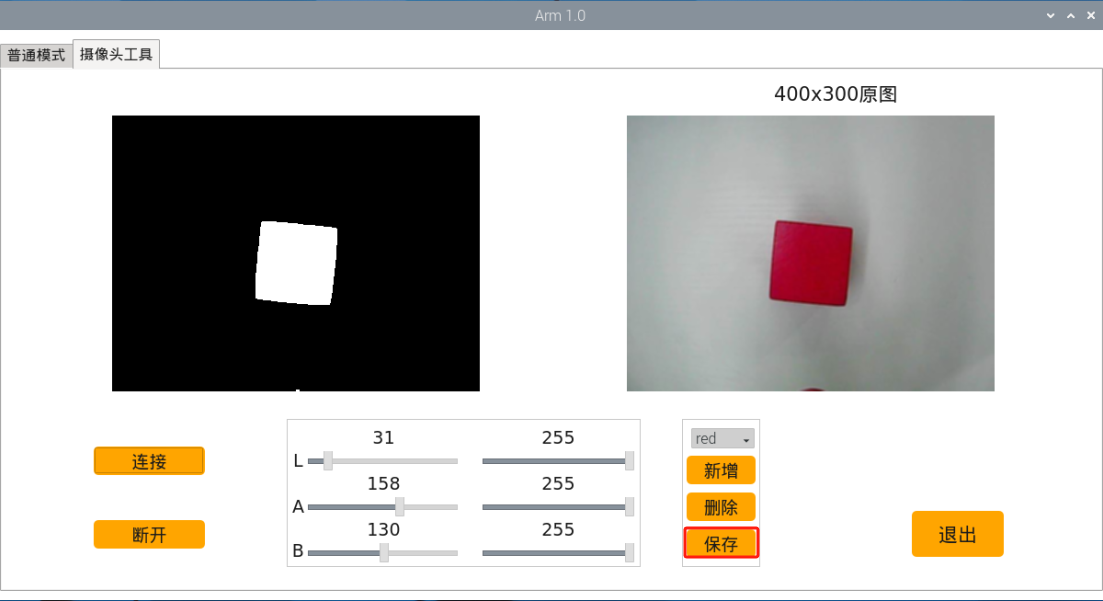 Arm 1.0
普通模式 摄像头工具
400x300原图
31 255
L
158 255
A
130 255
B
连接
断开
red
新增
删除
保存
退出